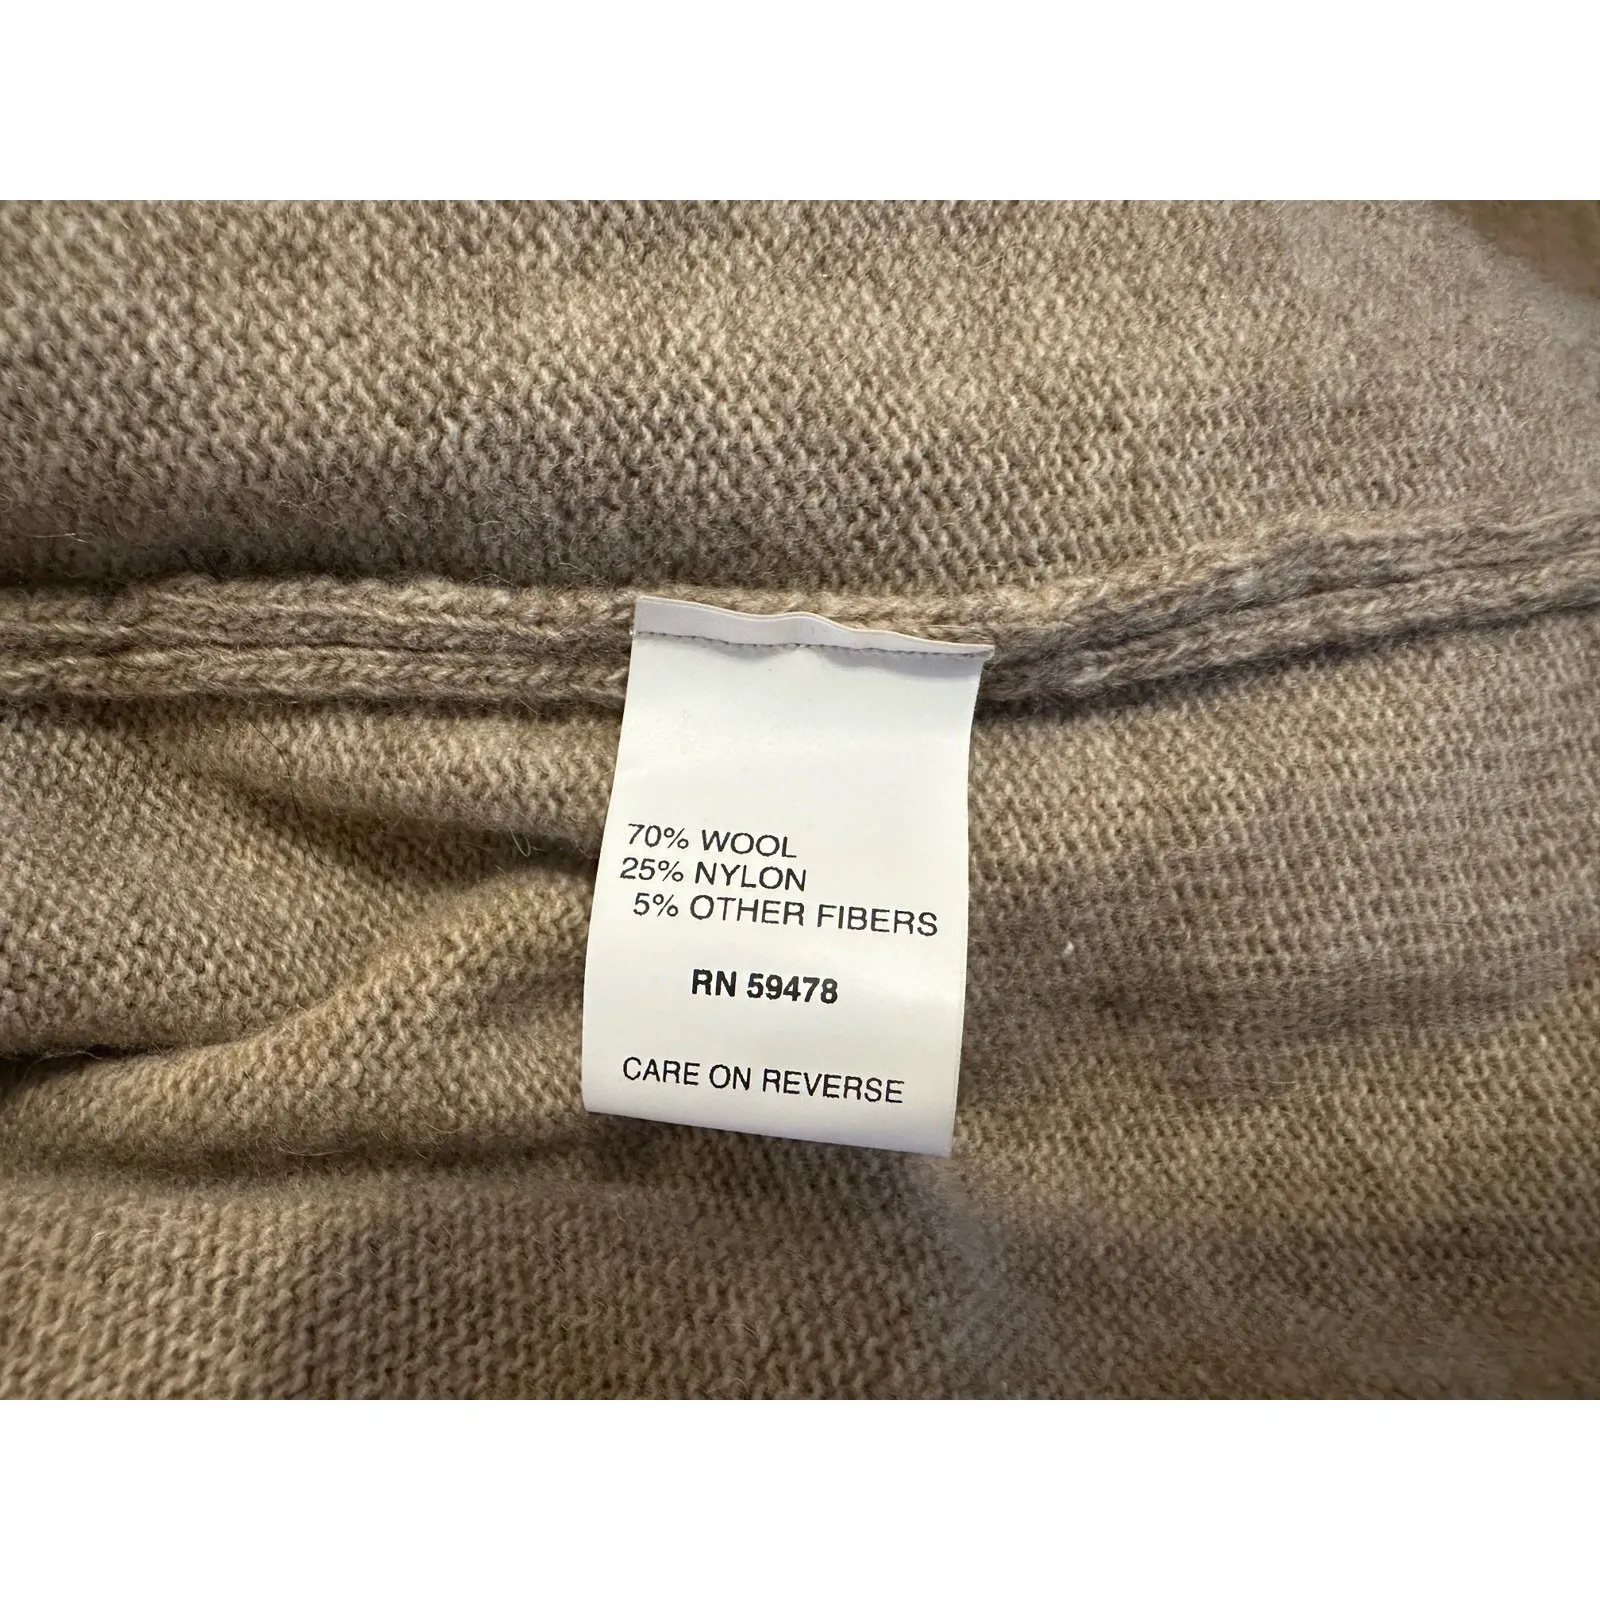 70% WOOL
25% NYLON
5% OTHER FIBERS
RN 59478
CARE ON REVERSE